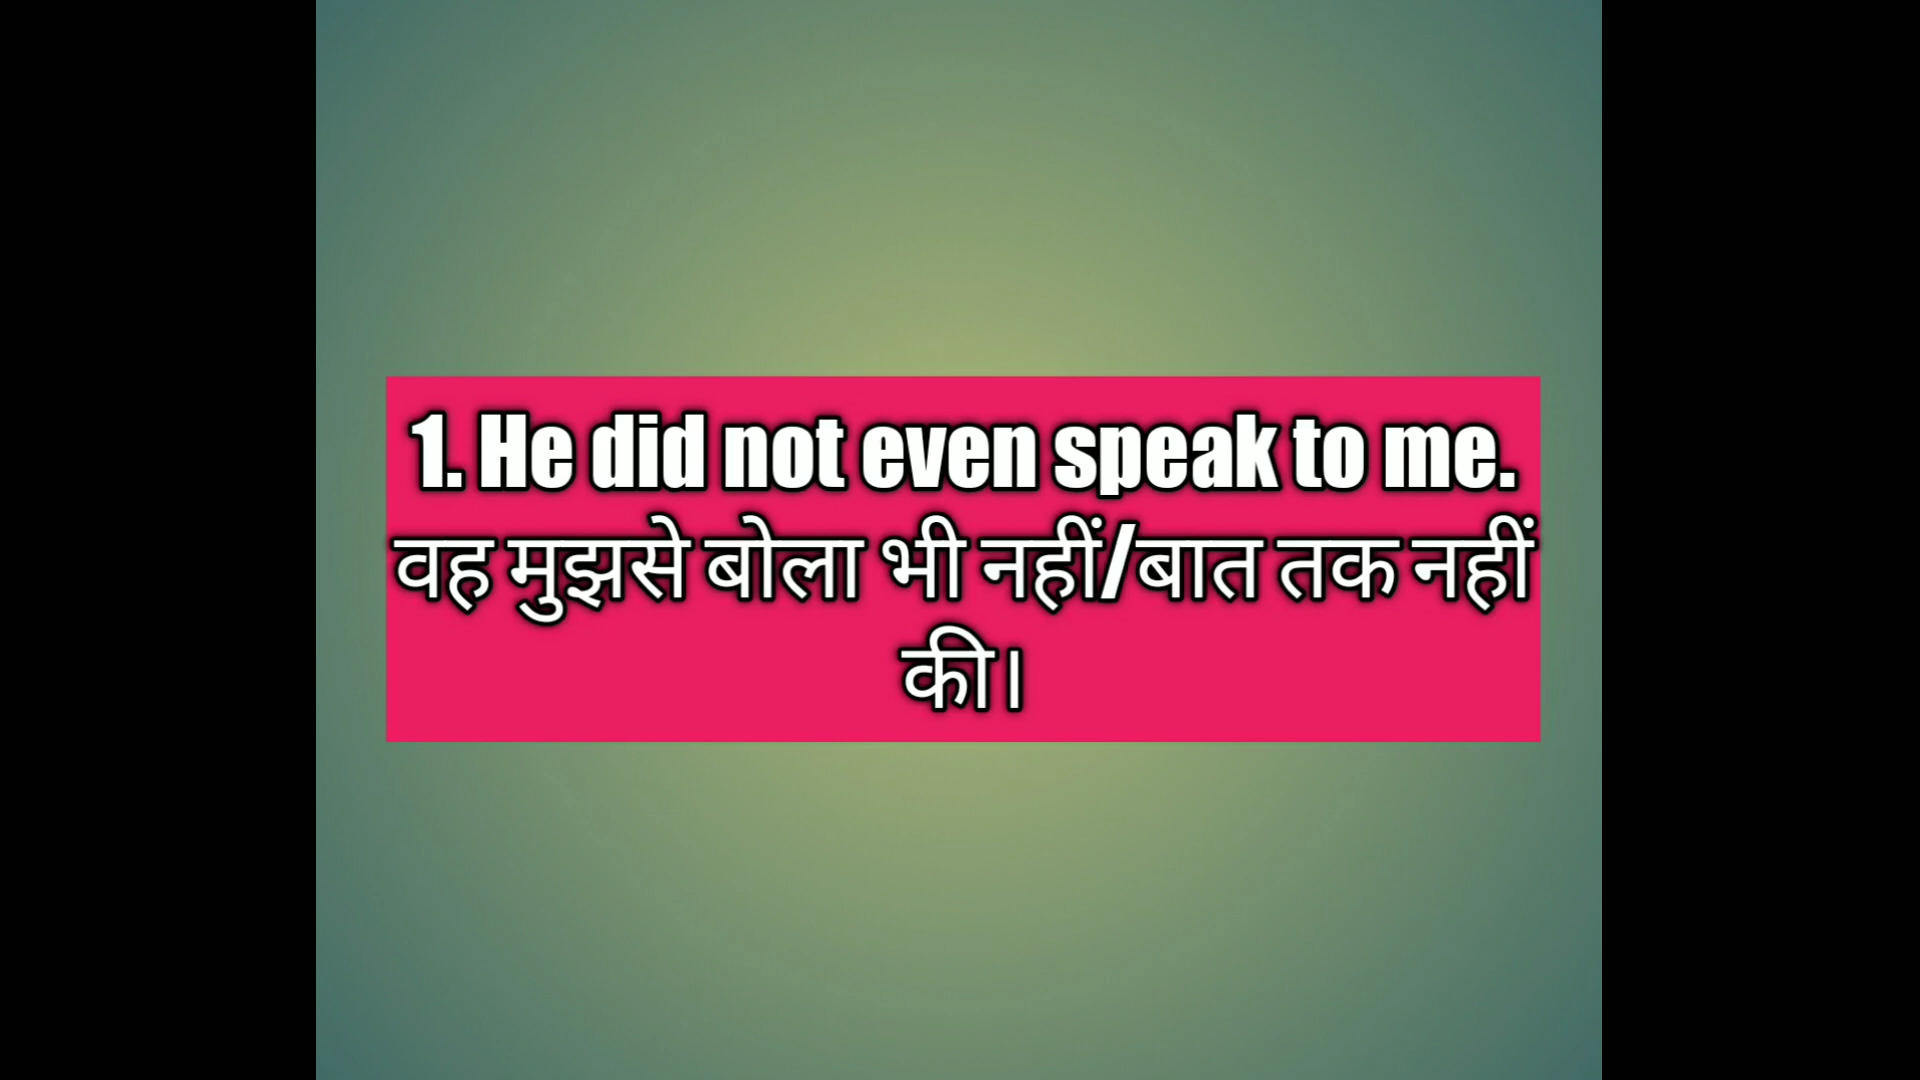 1. He did not even speak to me.
वह मुझसे बोला भी नहीं/बात तक नहीं
की।